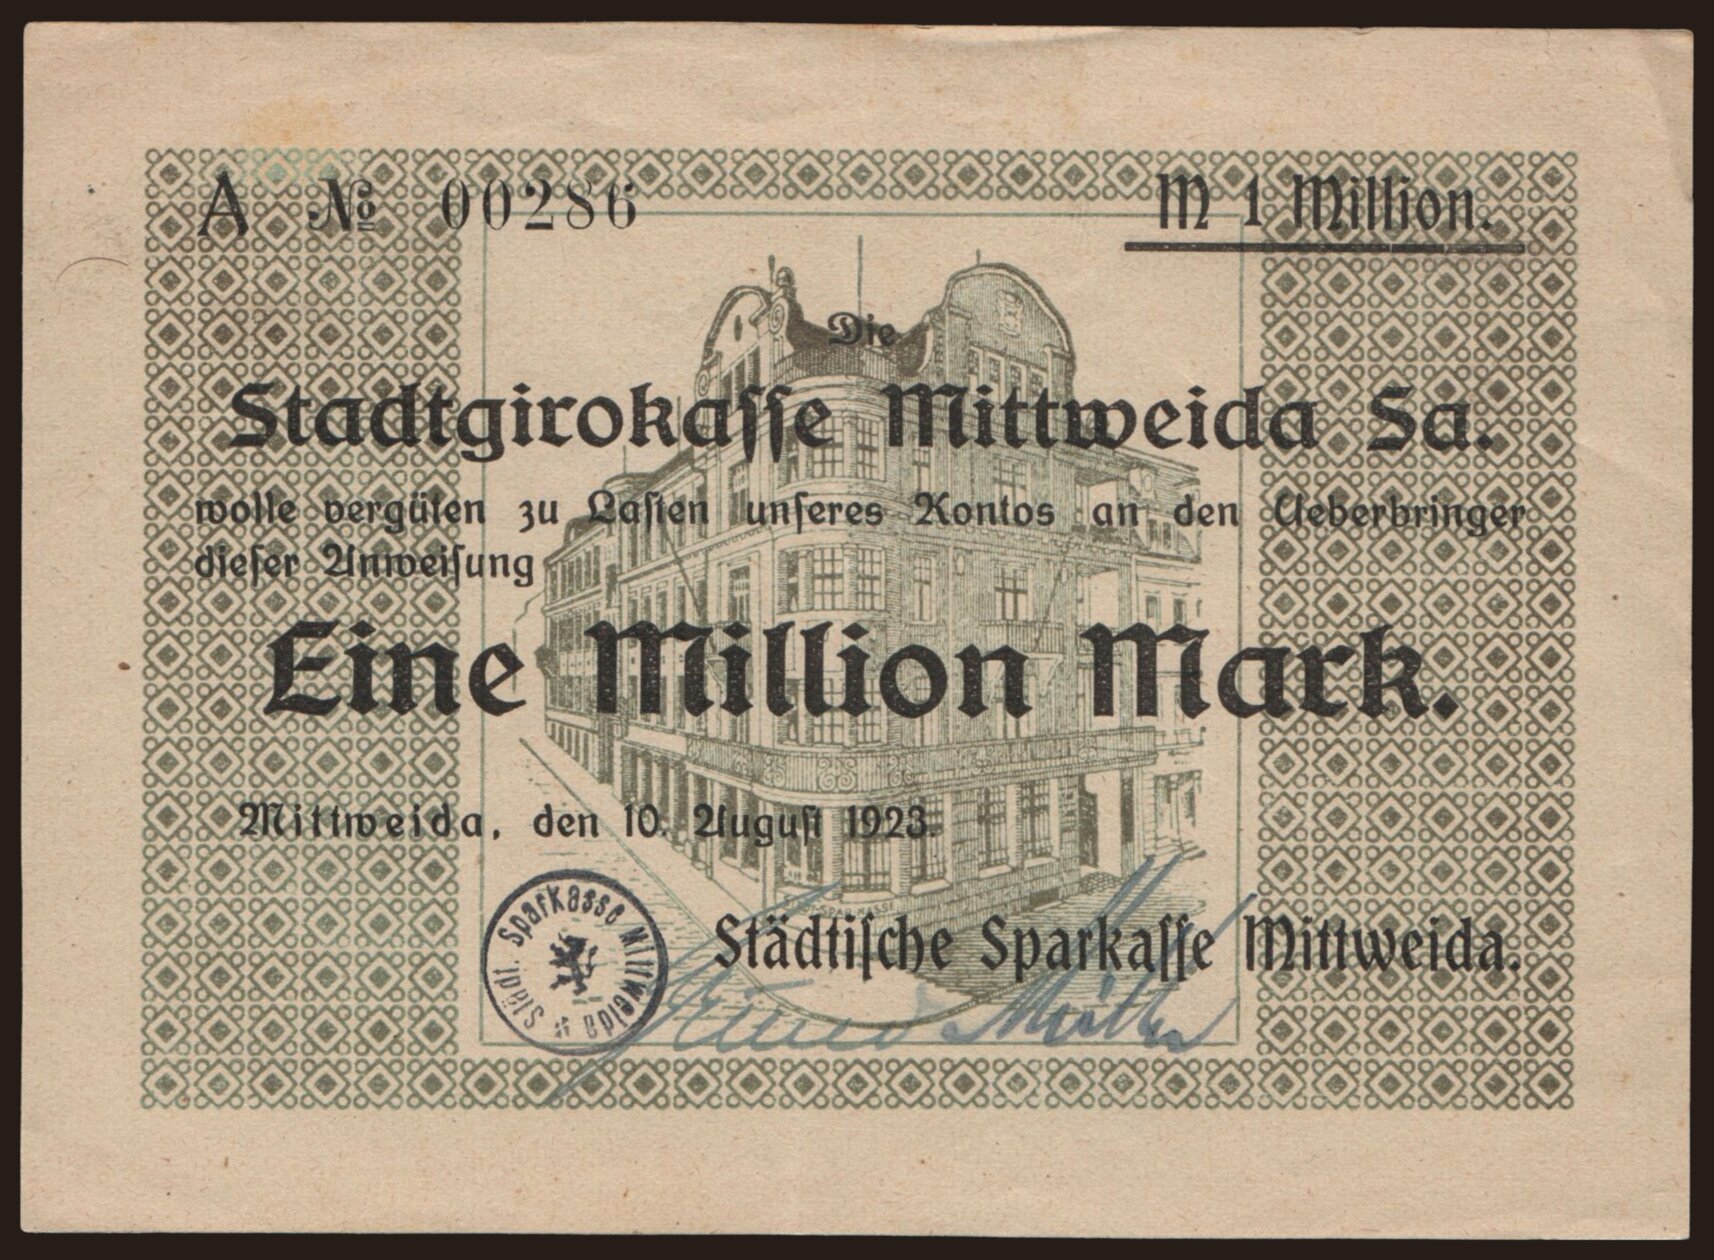 A № 00286
M 1 Million.
Die
Stadtgirokasse Mittweida Sa.
wolle vergüten zu Lasten unseres Kontos an den Ueberbringer
dieser Anweisung
Eine Million Mark.
Mittweida, den 10. August 1923.
Städt. Sparkasse Mittweida *
Städtische Sparkasse Mittweida.